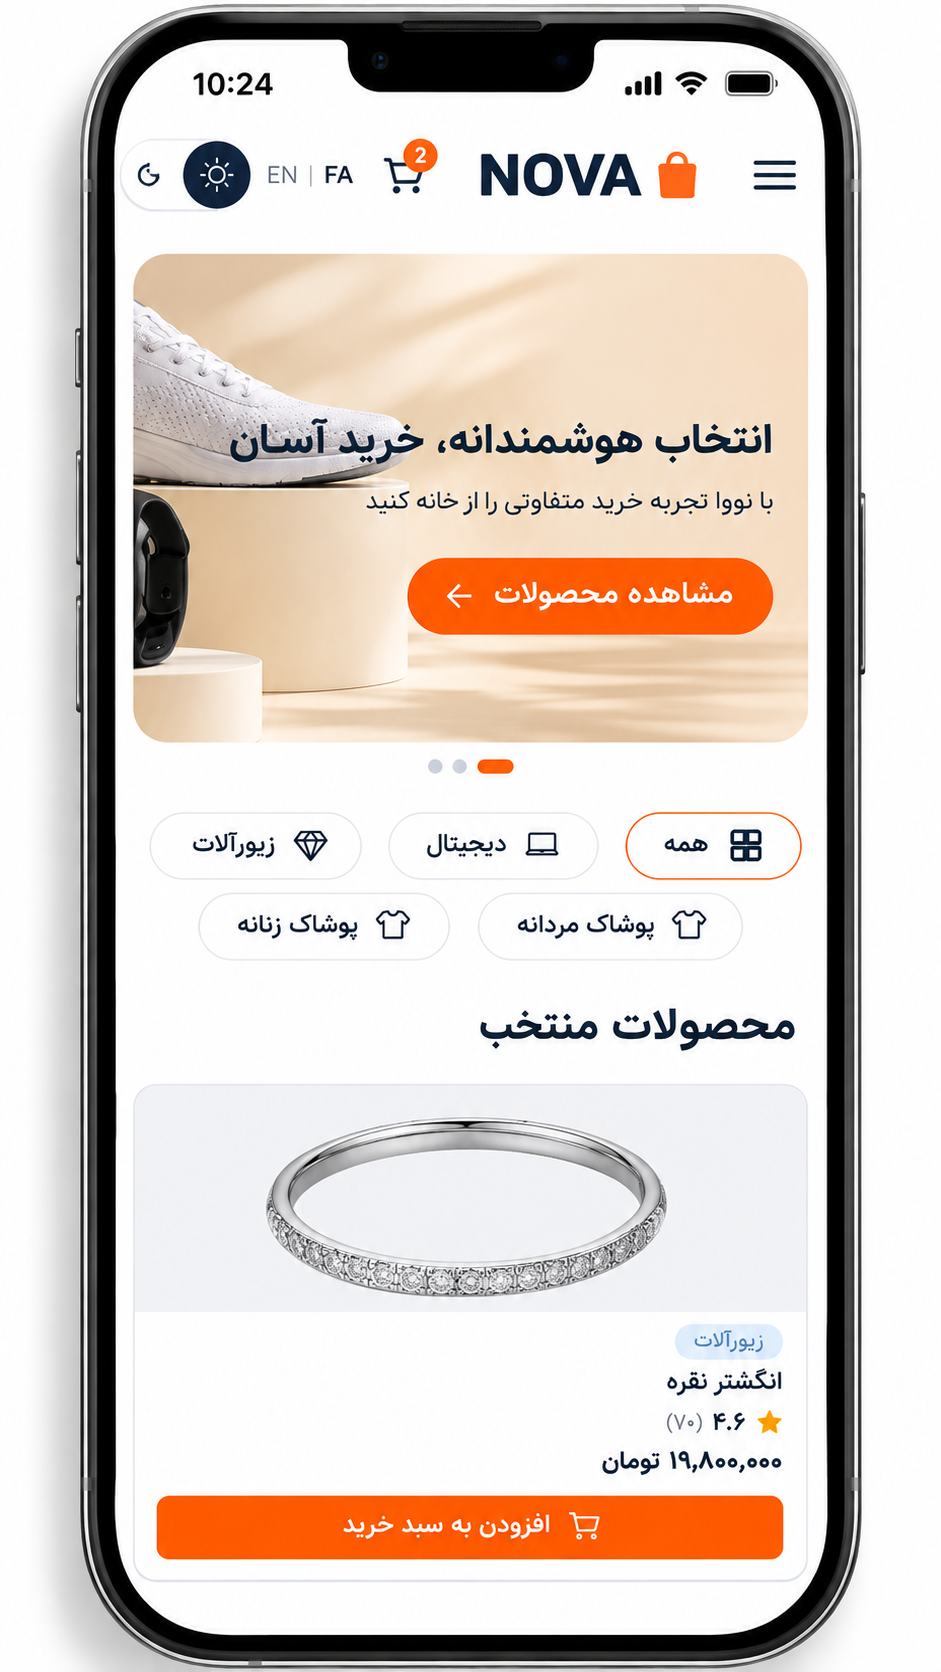 10:24
NOVA
2
EN | FA
انتخاب هوشمندانه، خرید آسان
با نووا تجربه خرید متفاوتی را از خانه کنید
مشاهده محصولات
همه
دیجیتال
زیورآلات
پوشاک مردانه
پوشاک زنانه
محصولات منتخب
زیورآلات
انگشتر نقره
۴.۶ (۷۰)
۱۹,۸۰۰,۰۰۰ تومان
افزودن به سبد خرید